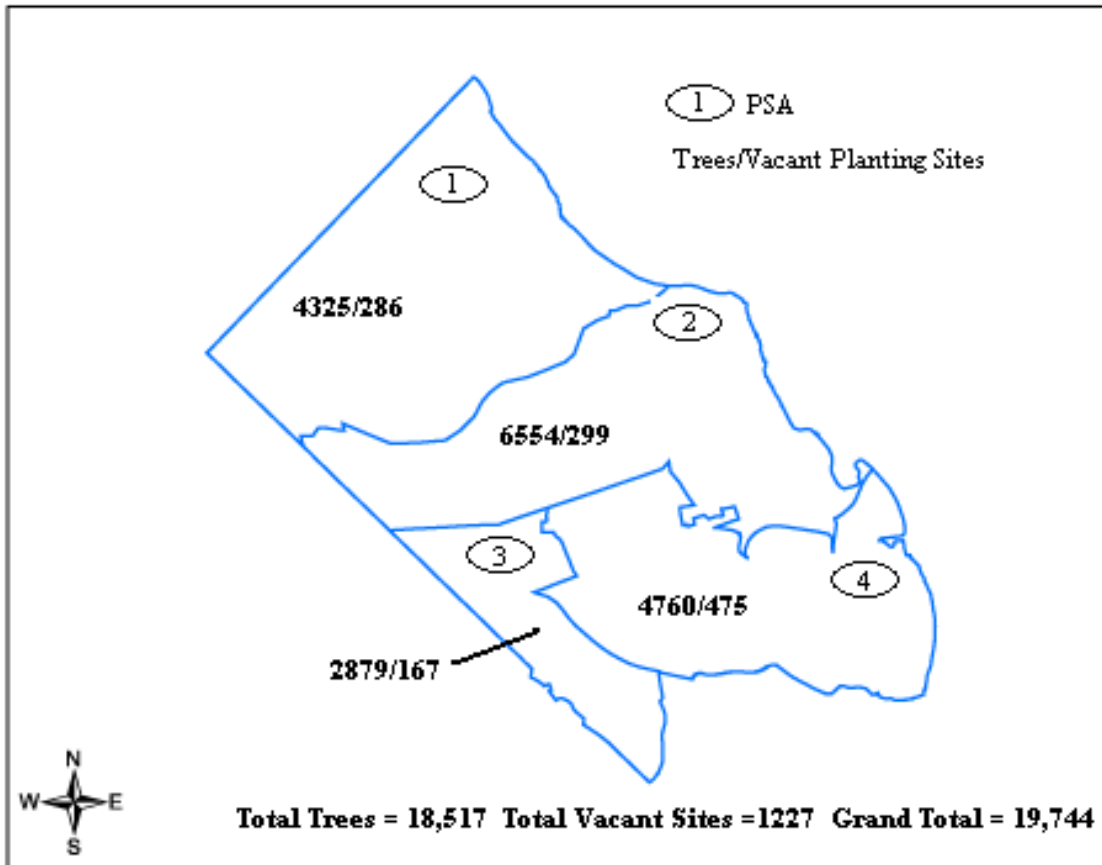 1 PSA
Trees/Vacant Planting Sites
1
4325/286
2
6554/299
3
4
4760/475
2879/167
N
W E
S
Total Trees = 18,517 Total Vacant Sites =1227 Grand Total = 19,744